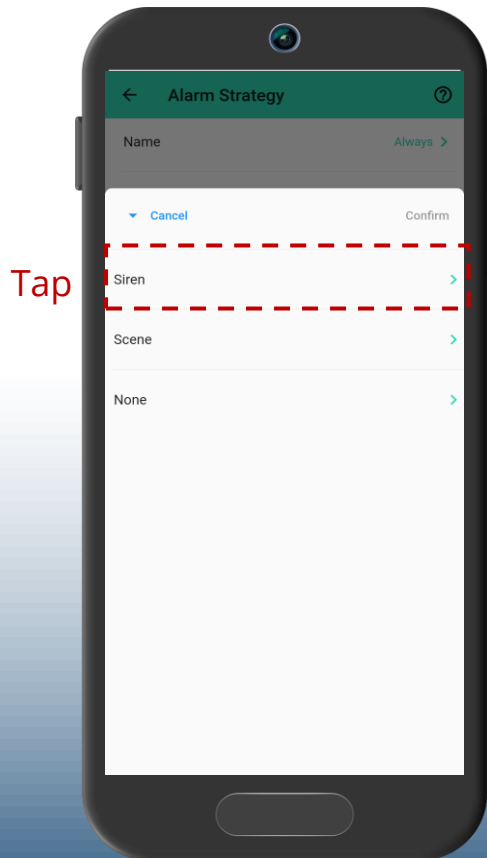 Alarm Strategy
Name Always
Cancel Confirm
Tap
Siren
Scene
None